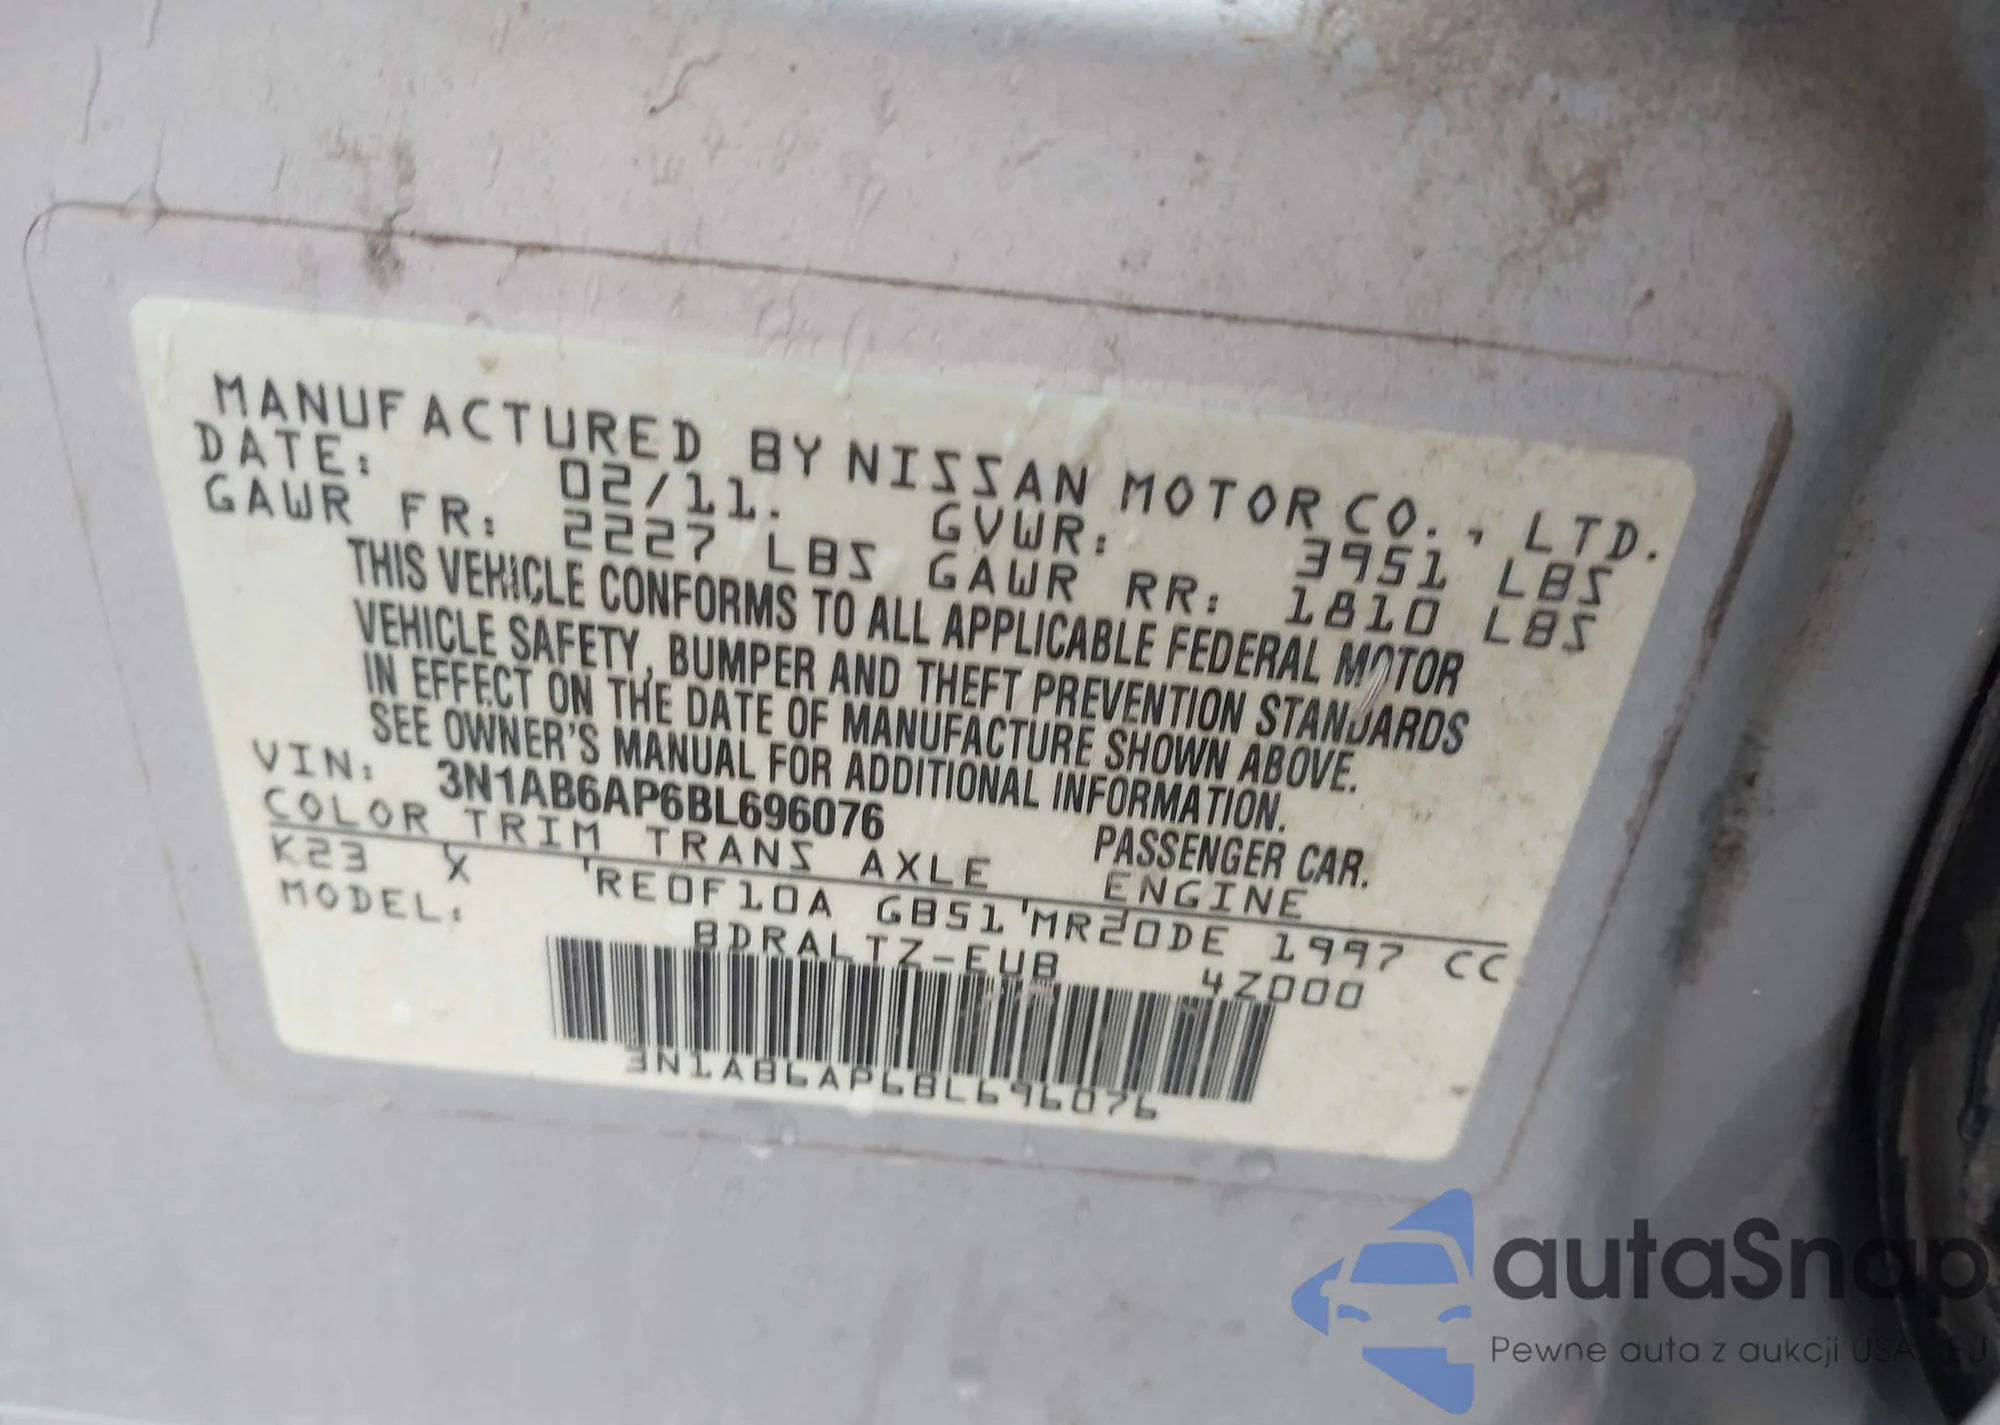 MANUFACTURED BY NISSAN MOTOR CO., LTD.
DATE: 02/11. GVWR: 3951 LBS
GAWR FR: 2227 LBS GAWR RR: 1810 LBS
THIS VEHICLE CONFORMS TO ALL APPLICABLE FEDERAL MOTOR
VEHICLE SAFETY, BUMPER AND THEFT PREVENTION STANDARDS
IN EFFECT ON THE DATE OF MANUFACTURE SHOWN ABOVE.
SEE OWNER'S MANUAL FOR ADDITIONAL INFORMATION.
VIN: 3N1AB6AP6BL696076 PASSENGER CAR.
COLOR TRIM TRANS AXLE ENGINE
K23 X RE0F10A GB51 MR20DE 1997 CC
MODEL: BDRALTZ-EUB 4Z000
3N1AB6AP6BL696076
autaSnap
Pewne auta z aukcji USA
EU